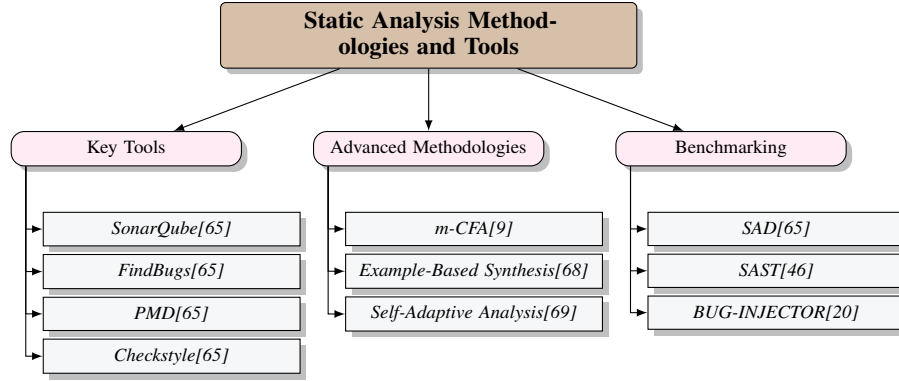 Static Analysis Method-
ologies and Tools
Key Tools
Advanced Methodologies
Benchmarking
SonarQube[65]
FindBugs[65]
PMD[65]
Checkstyle[65]
m-CFA[9]
Example-Based Synthesis[68]
Self-Adaptive Analysis[69]
SAD[65]
SAST[46]
BUG-INJECTOR[20]